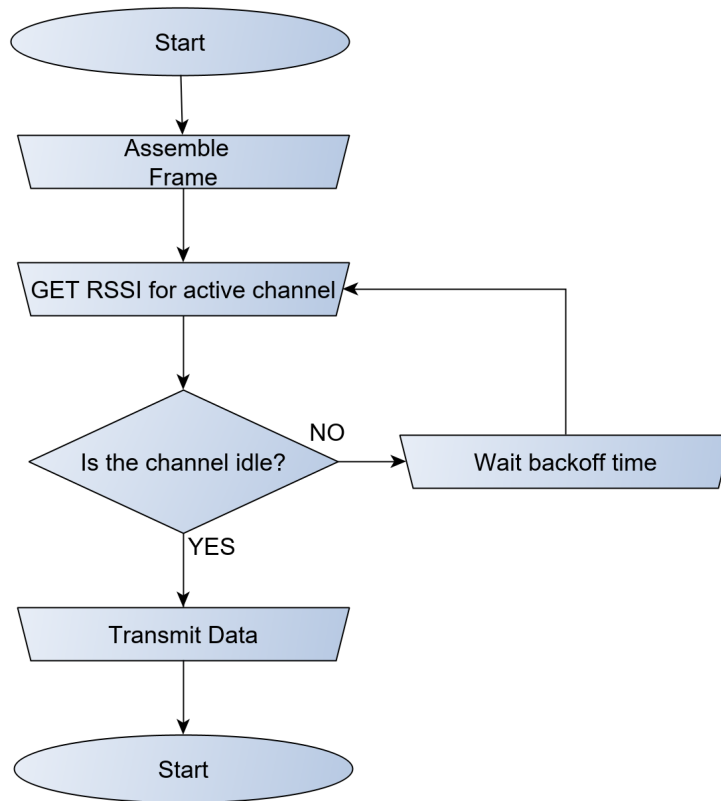 Start
Assemble
Frame
GET RSSI for active channel
Is the channel idle?
NO
Wait backoff time
YES
Transmit Data
Start